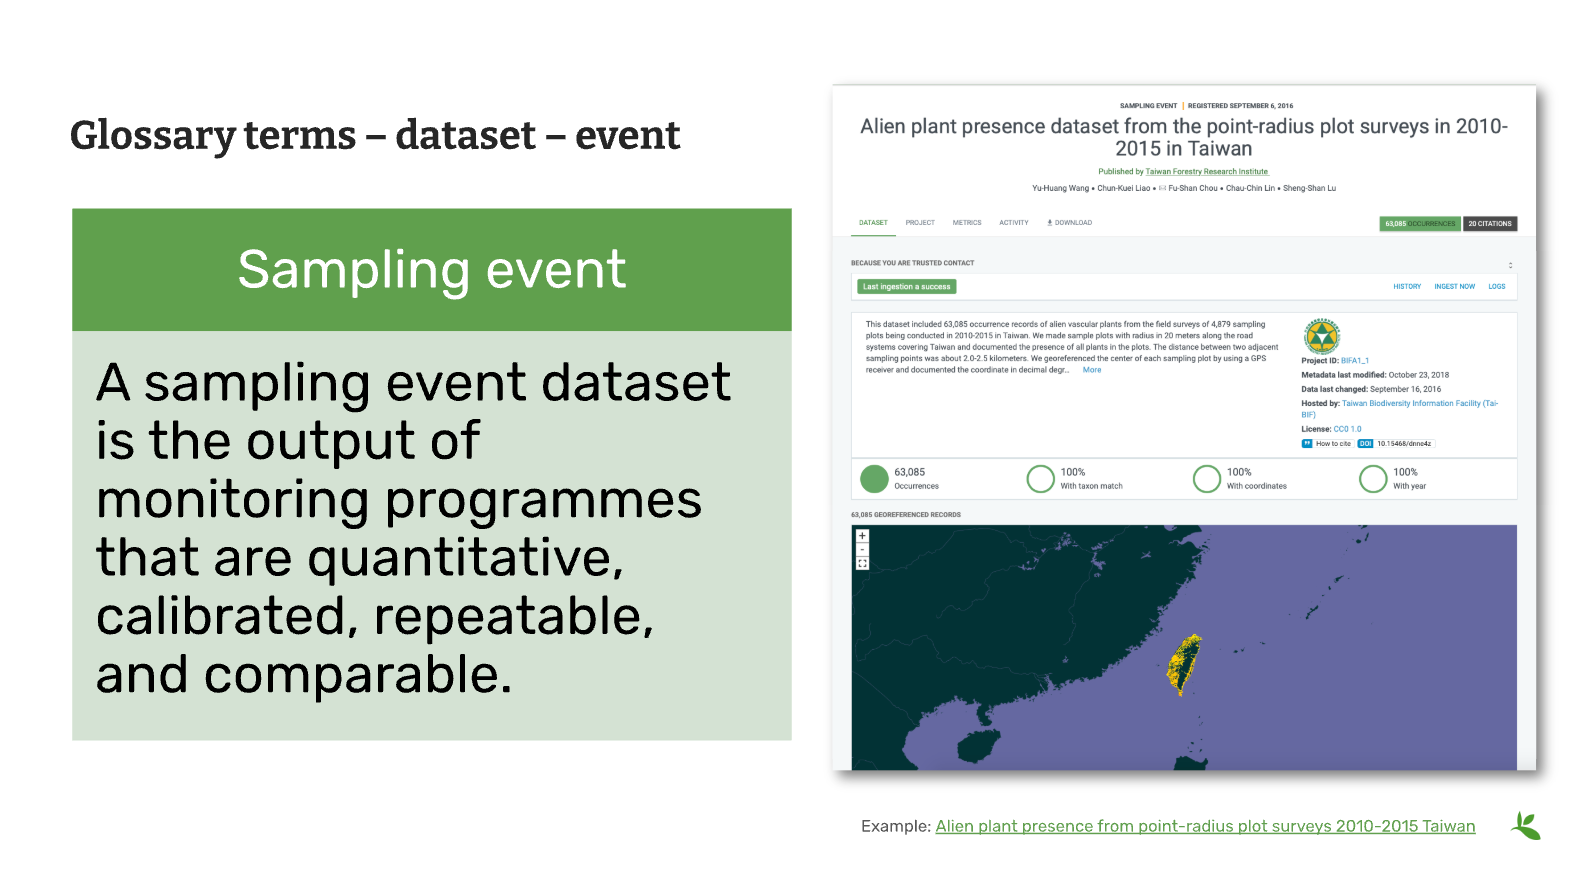 Glossary terms – dataset – event
Sampling event
A sampling event dataset
is the output of
monitoring programmes
that are quantitative,
calibrated, repeatable,
and comparable.
SAMPLING EVENT | REGISTERED SEPTEMBER 6, 2016
Alien plant presence dataset from the point-radius plot surveys in 2010-
2015 in Taiwan
Published by Taiwan Forestry Research Institute
Yu-Huang Wang • Chun-Kuei Liao • Fu-Shan Chou • Chau-Chin Lin • Sheng-Shan Lu
DATASET PROJECT METRICS ACTIVITY DOWNLOAD 63,085 OCCURRENCES 20 CITATIONS
BECAUSE YOU ARE TRUSTED CONTACT
Last ingestion a success HISTORY INGEST NOW LOGS
This dataset included 63,085 occurrence records of alien vascular plants from the field surveys of 4,879 sampling
plots being conducted in 2010-2015 in Taiwan. We made sample plots with radius in 20 meters along the road
systems covering Taiwan and documented the presence of all plants in the plots. The distance between two adjacent
sampling points was about 2.0-2.5 kilometers. We georeferenced the center of each sampling plot by using a GPS
receiver and documented the coordinate in decimal degr... More
Project ID: BIFA1_1
Metadata last modified: October 23, 2018
Data last changed: September 16, 2016
Hosted by: Taiwan Biodiversity Information Facility (Tai-
BIF)
License: CC0 1.0
How to cite DOI 10.15468/dnne4z
63,085
Occurrences
100%
With taxon match
100%
With coordinates
100%
With year
63,085 GEOREFERENCED RECORDS
+
-
Example: Alien plant presence from point-radius plot surveys 2010-2015 Taiwan